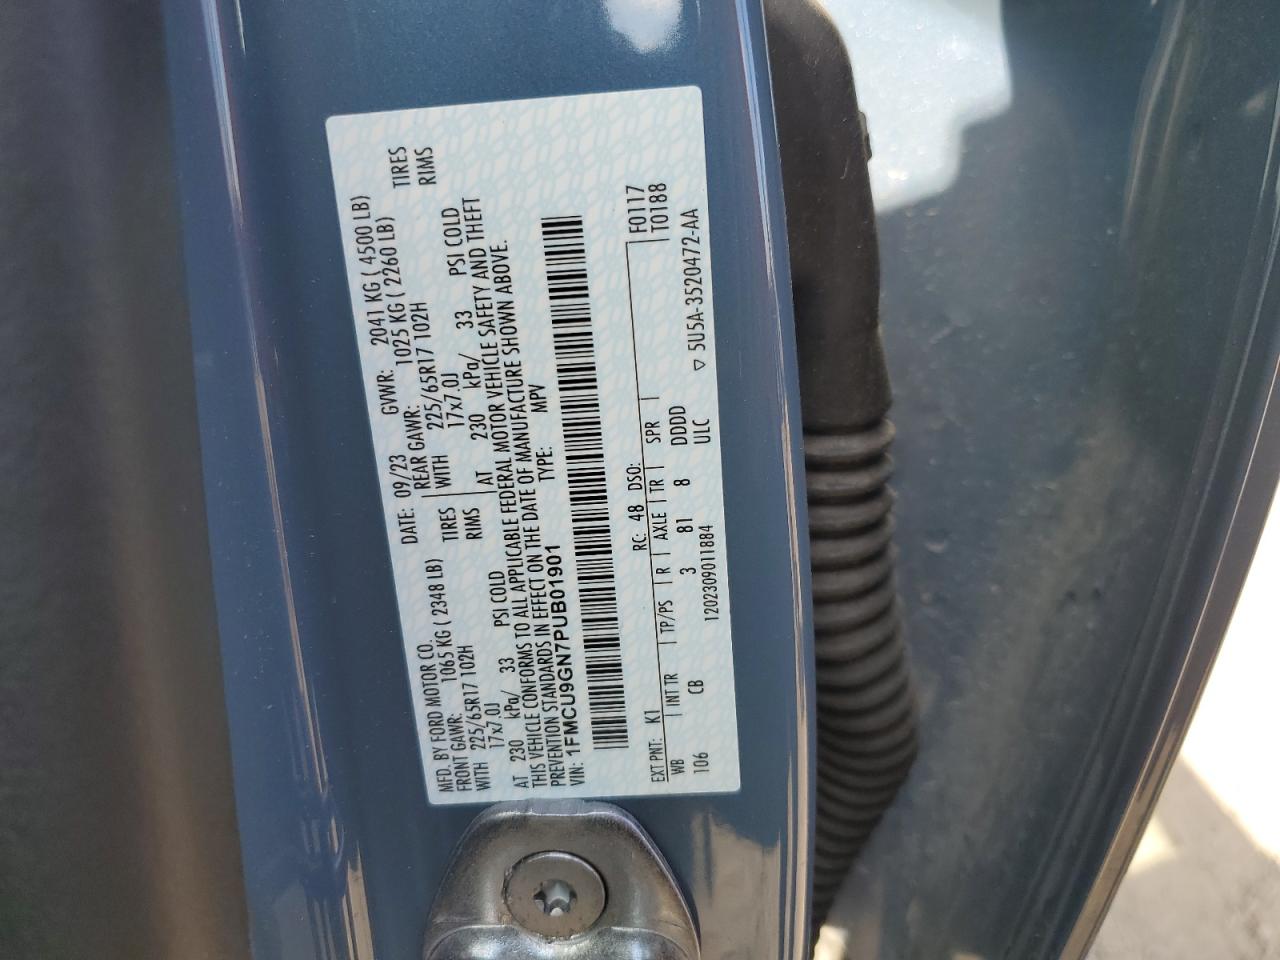 MFD. BY FORD MOTOR CO. DATE: 09/23 GVWR: 2041 KG ( 4500 LB)
FRONT GAWR: 1065 KG ( 2348 LB) REAR GAWR: 1025 KG ( 2260 LB)
WITH 225/65R17 102H TIRES WITH 225/65R17 102H TIRES
17x7.0J RIMS 17x7.0J RIMS
AT 230 kPa/ 33 PSI COLD AT 230 kPa/ 33 PSI COLD
THIS VEHICLE CONFORMS TO ALL APPLICABLE FEDERAL MOTOR VEHICLE SAFETY AND THEFT
PREVENTION STANDARDS IN EFFECT ON THE DATE OF MANUFACTURE SHOWN ABOVE.
VIN: 1FMCU9GN7PUB01901 TYPE: MPV
EXT PNT: K1 RC: 48 DSO: F0117
WB INT TR TP/PS R AXLE TR SPR T0188
106 CB 3 81 8 DDDD
1202309011884 ULC ▽ 5U5A-3520472-AA